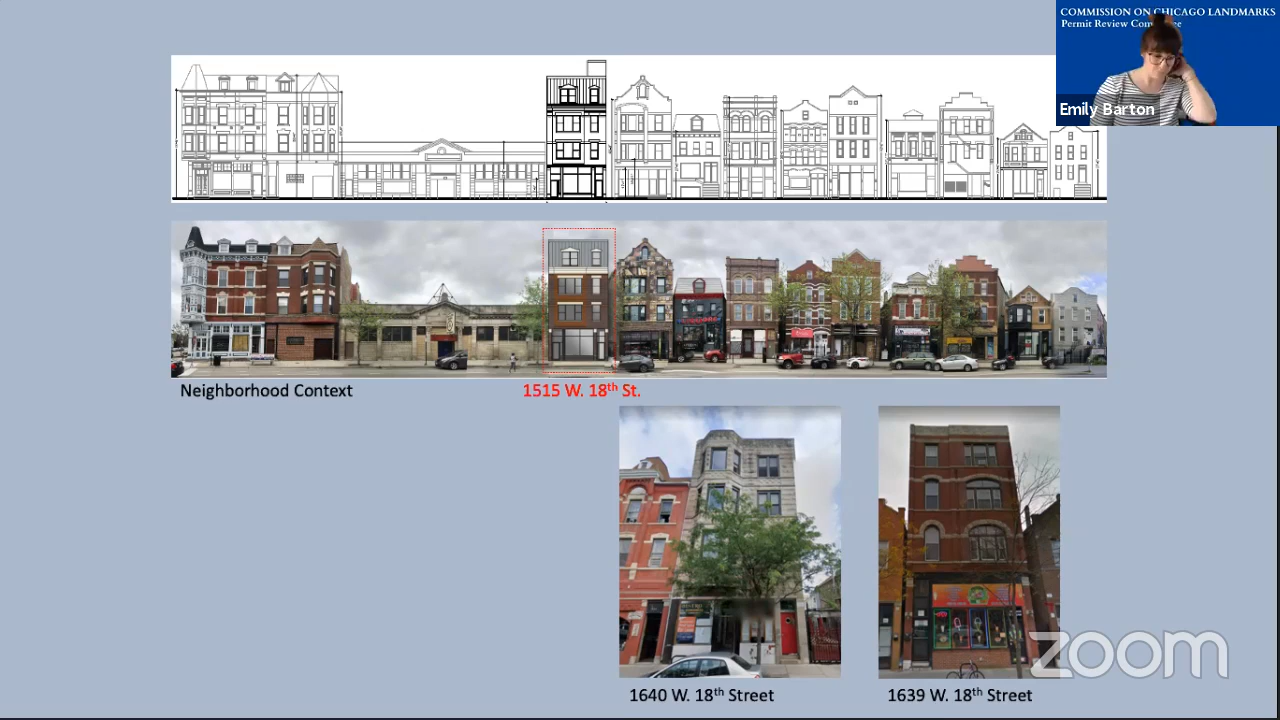 COMMISSION ON CHICAGO LANDMARKS
Permit Review Committee
Emily Barton
Neighborhood Context
1515 W. 18th St.
1640 W. 18th Street
1639 W. 18th Street
zoom